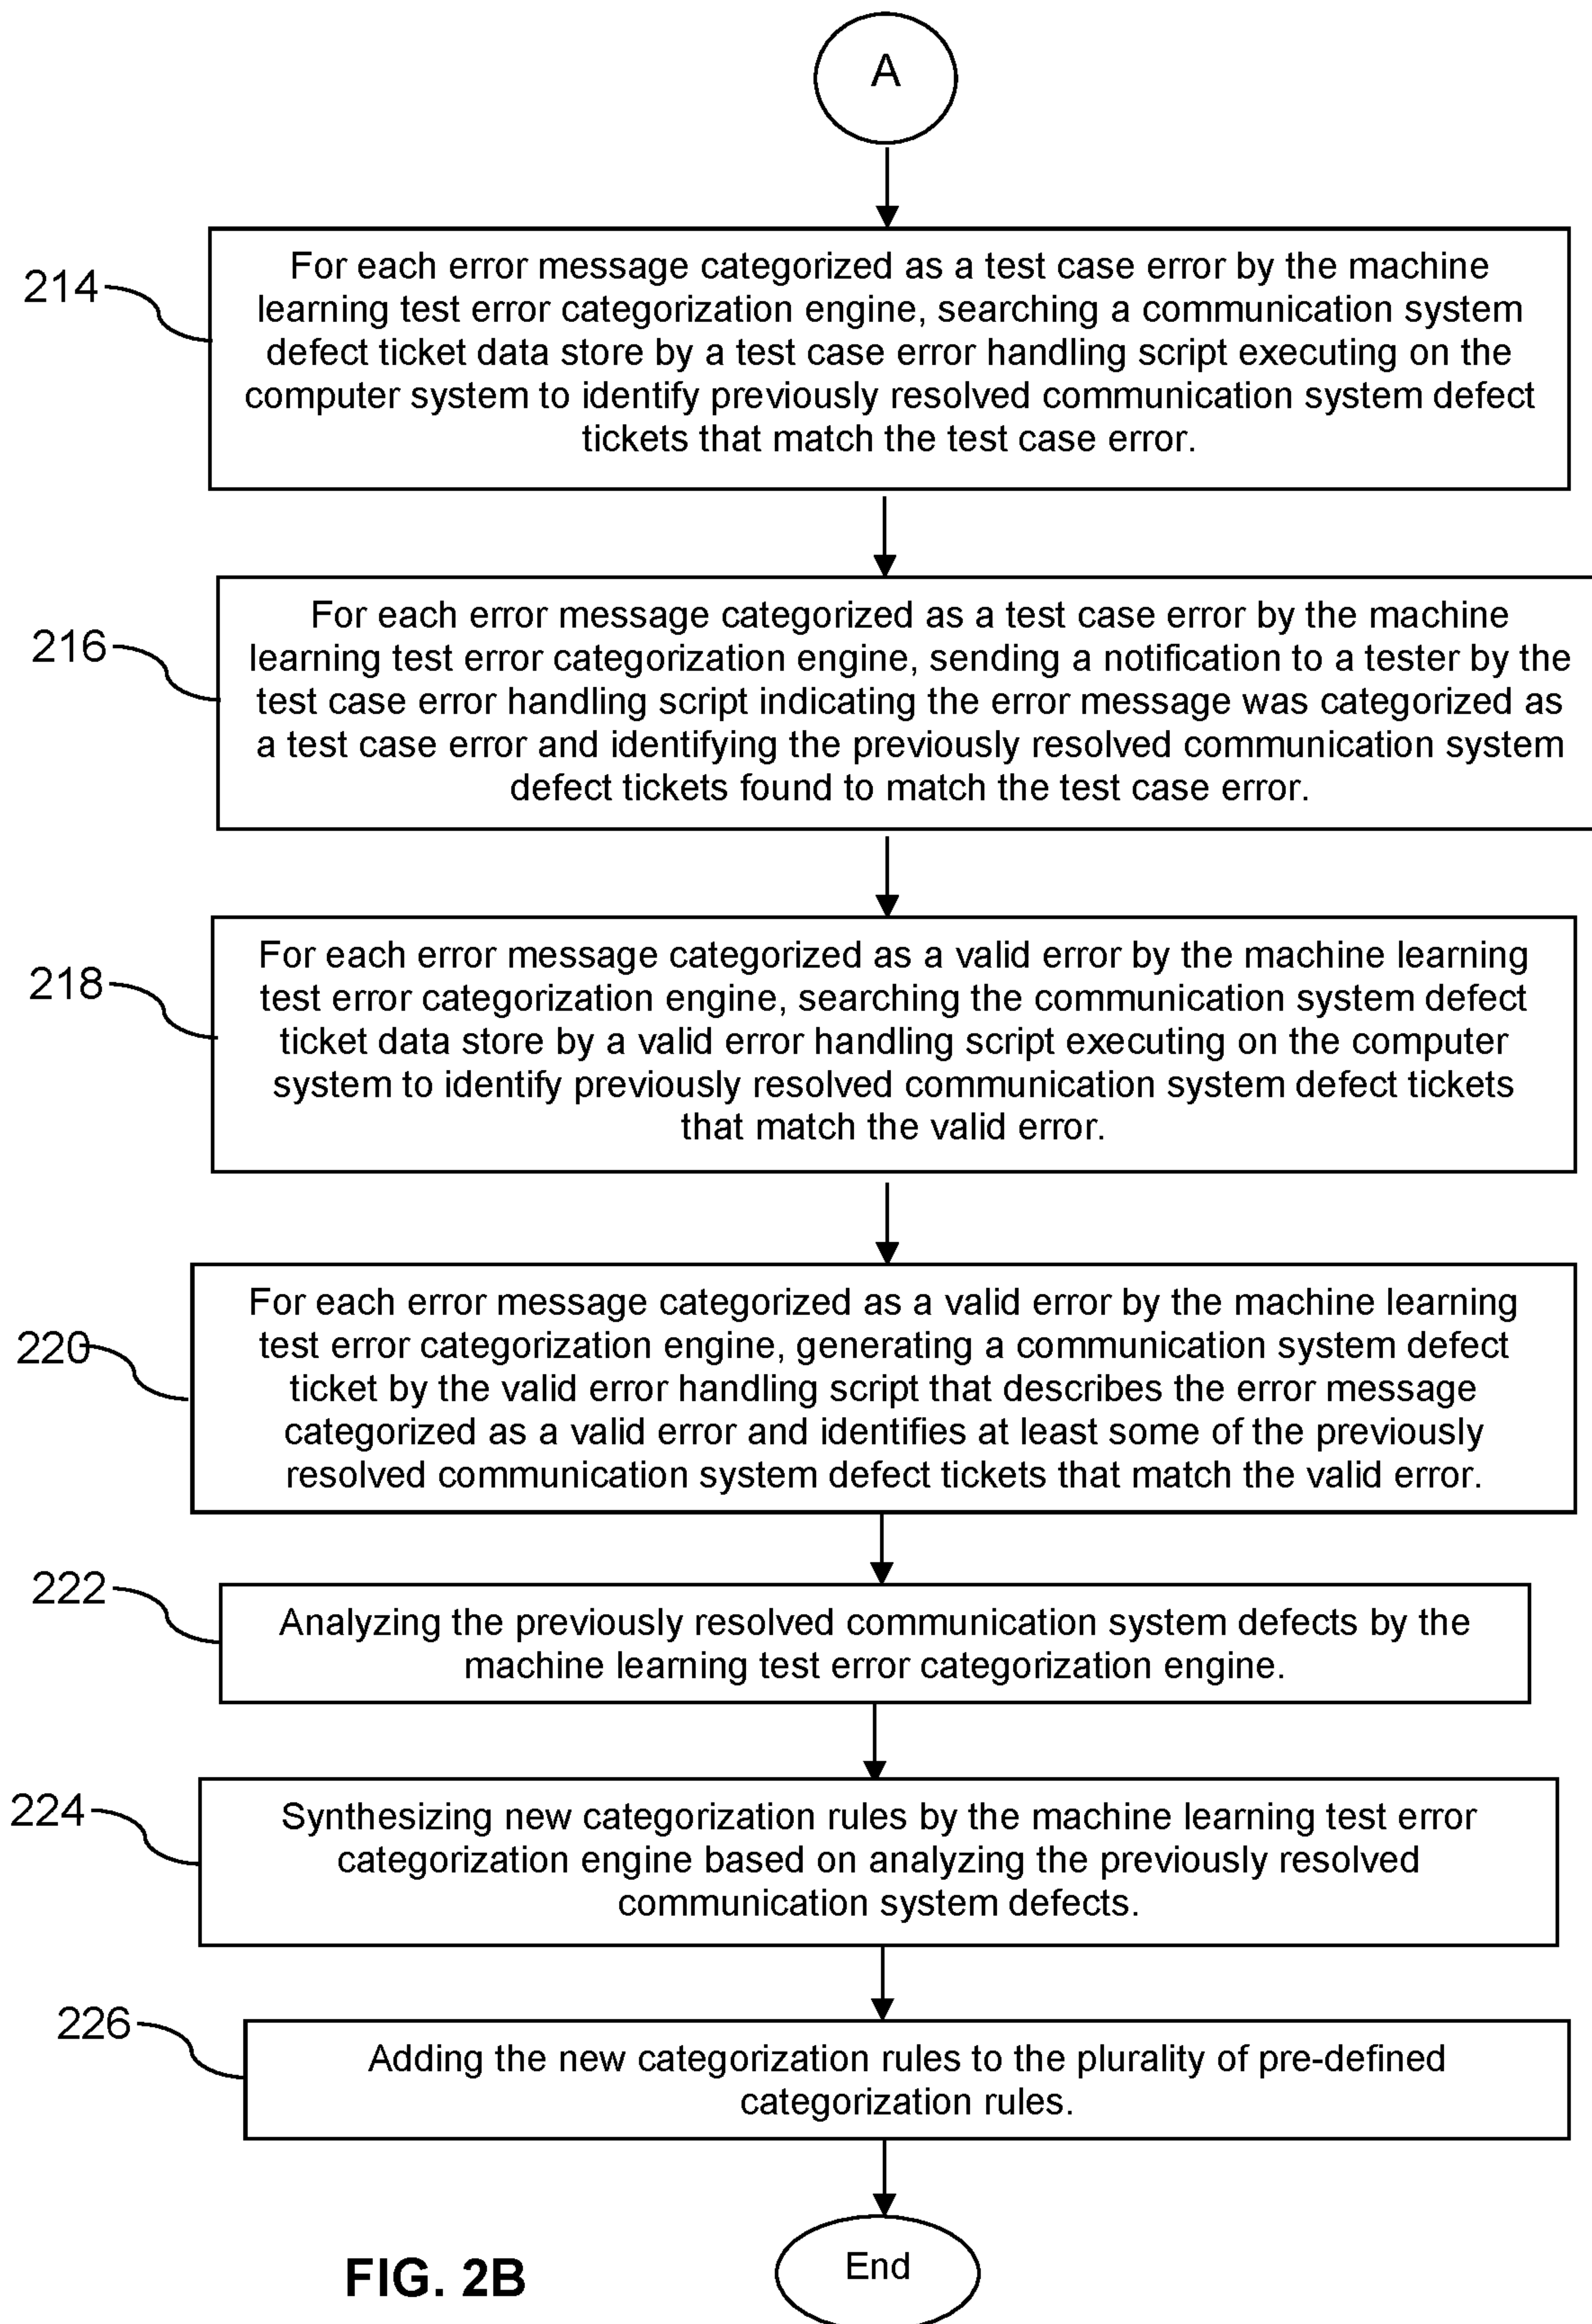 A
214
For each error message categorized as a test case error by the machine
learning test error categorization engine, searching a communication system
defect ticket data store by a test case error handling script executing on the
computer system to identify previously resolved communication system defect
tickets that match the test case error.
216
For each error message categorized as a test case error by the machine
learning test error categorization engine, sending a notification to a tester by the
test case error handling script indicating the error message was categorized as
a test case error and identifying the previously resolved communication system
defect tickets found to match the test case error.
218
For each error message categorized as a valid error by the machine learning
test error categorization engine, searching the communication system defect
ticket data store by a valid error handling script executing on the computer
system to identify previously resolved communication system defect tickets
that match the valid error.
220
For each error message categorized as a valid error by the machine learning
test error categorization engine, generating a communication system defect
ticket by the valid error handling script that describes the error message
categorized as a valid error and identifies at least some of the previously
resolved communication system defect tickets that match the valid error.
222
Analyzing the previously resolved communication system defects by the
machine learning test error categorization engine.
224
Synthesizing new categorization rules by the machine learning test error
categorization engine based on analyzing the previously resolved
communication system defects.
226
Adding the new categorization rules to the plurality of pre-defined
categorization rules.
End
FIG. 2B